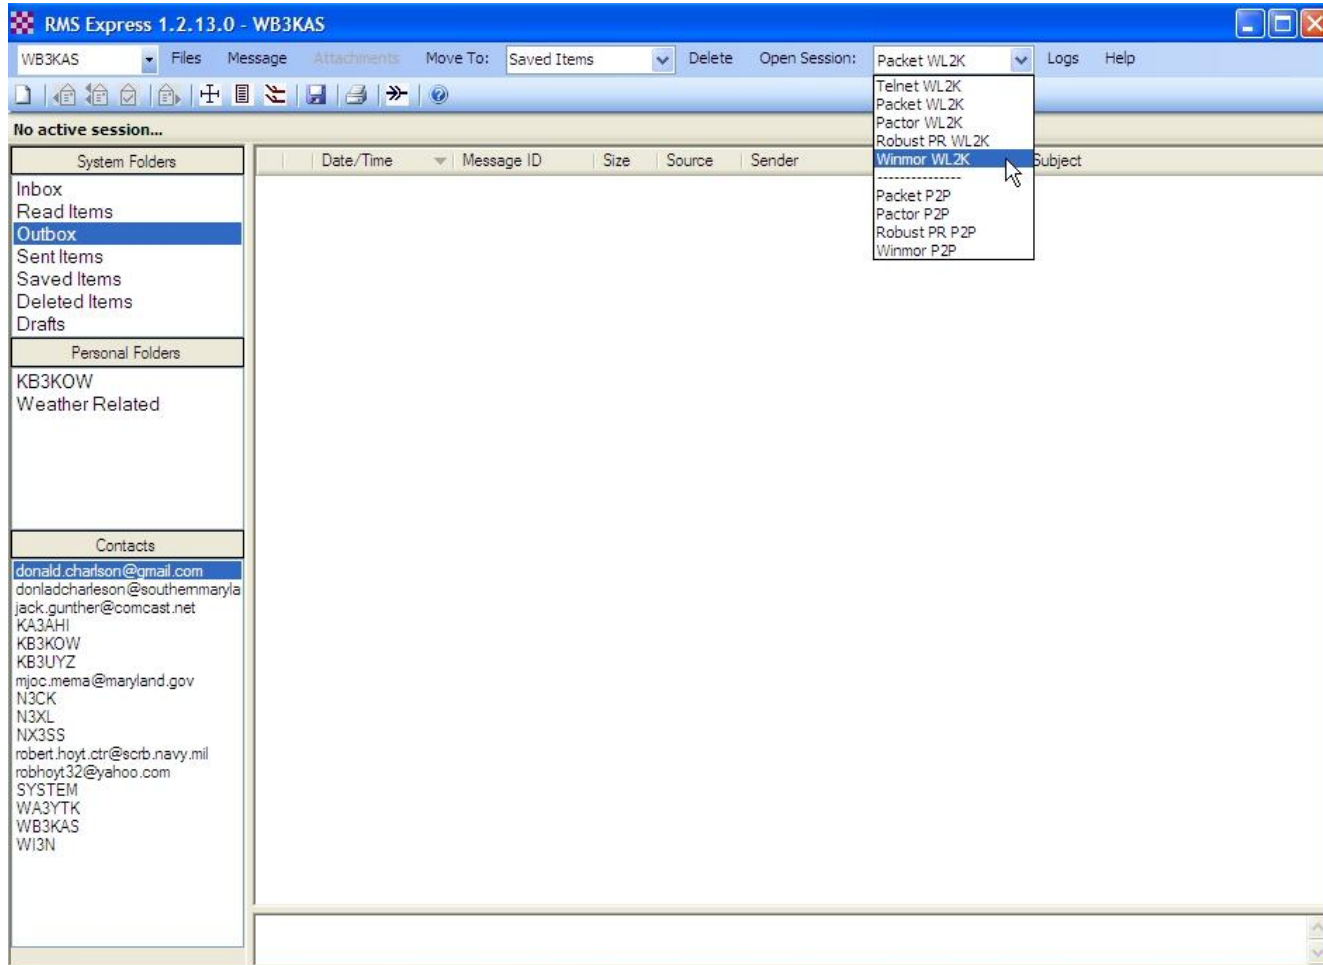 RMS Express 1.2.13.0 - WB3KAS
WB3KAS Files Message Attachments Move To: Saved Items Delete Open Session: Packet WL2K Logs Help
Telnet WL2K
Packet WL2K
Pactor WL2K
Robust PR WL2K
Winmor WL2K
---------------
Packet P2P
Pactor P2P
Robust PR P2P
Winmor P2P
No active session...
System Folders
Inbox
Read Items
Outbox
Sent Items
Saved Items
Deleted Items
Drafts
Personal Folders
KB3KOW
Weather Related
Contacts
donald.charlson@gmail.com
donladcharleson@southernmaryla
jack.gunther@comcast.net
KA3AHI
KB3KOW
KB3UYZ
mjoc.mema@maryland.gov
N3CK
N3XL
NX3SS
robert.hoyt.ctr@scrb.navy.mil
robhoyt32@yahoo.com
SYSTEM
WA3YTK
WB3KAS
WI3N
Date/Time Message ID Size Source Sender Subject